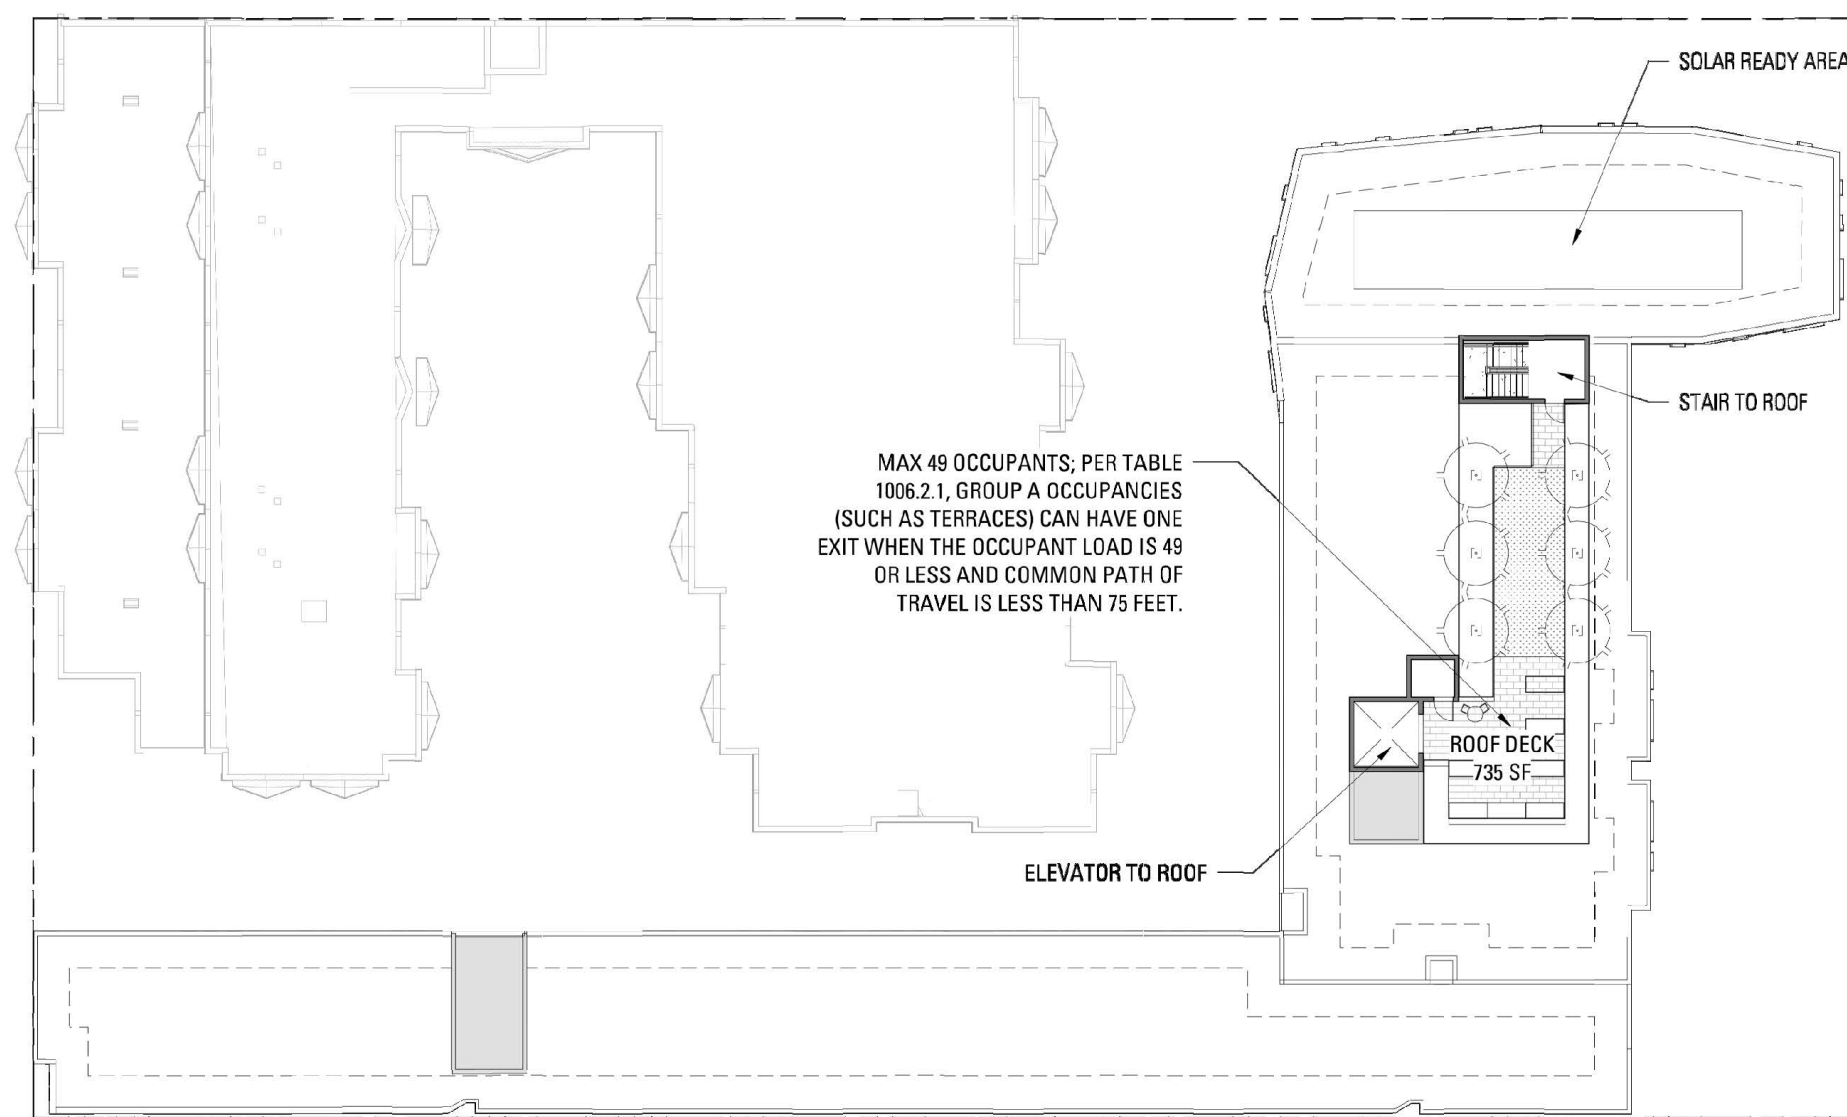 SOLAR READY AREA
STAIR TO ROOF
MAX 49 OCCUPANTS; PER TABLE
1006.2.1, GROUP A OCCUPANCIES
(SUCH AS TERRACES) CAN HAVE ONE
EXIT WHEN THE OCCUPANT LOAD IS 49
OR LESS AND COMMON PATH OF
TRAVEL IS LESS THAN 75 FEET.
ROOF DECK
735 SF
ELEVATOR TO ROOF